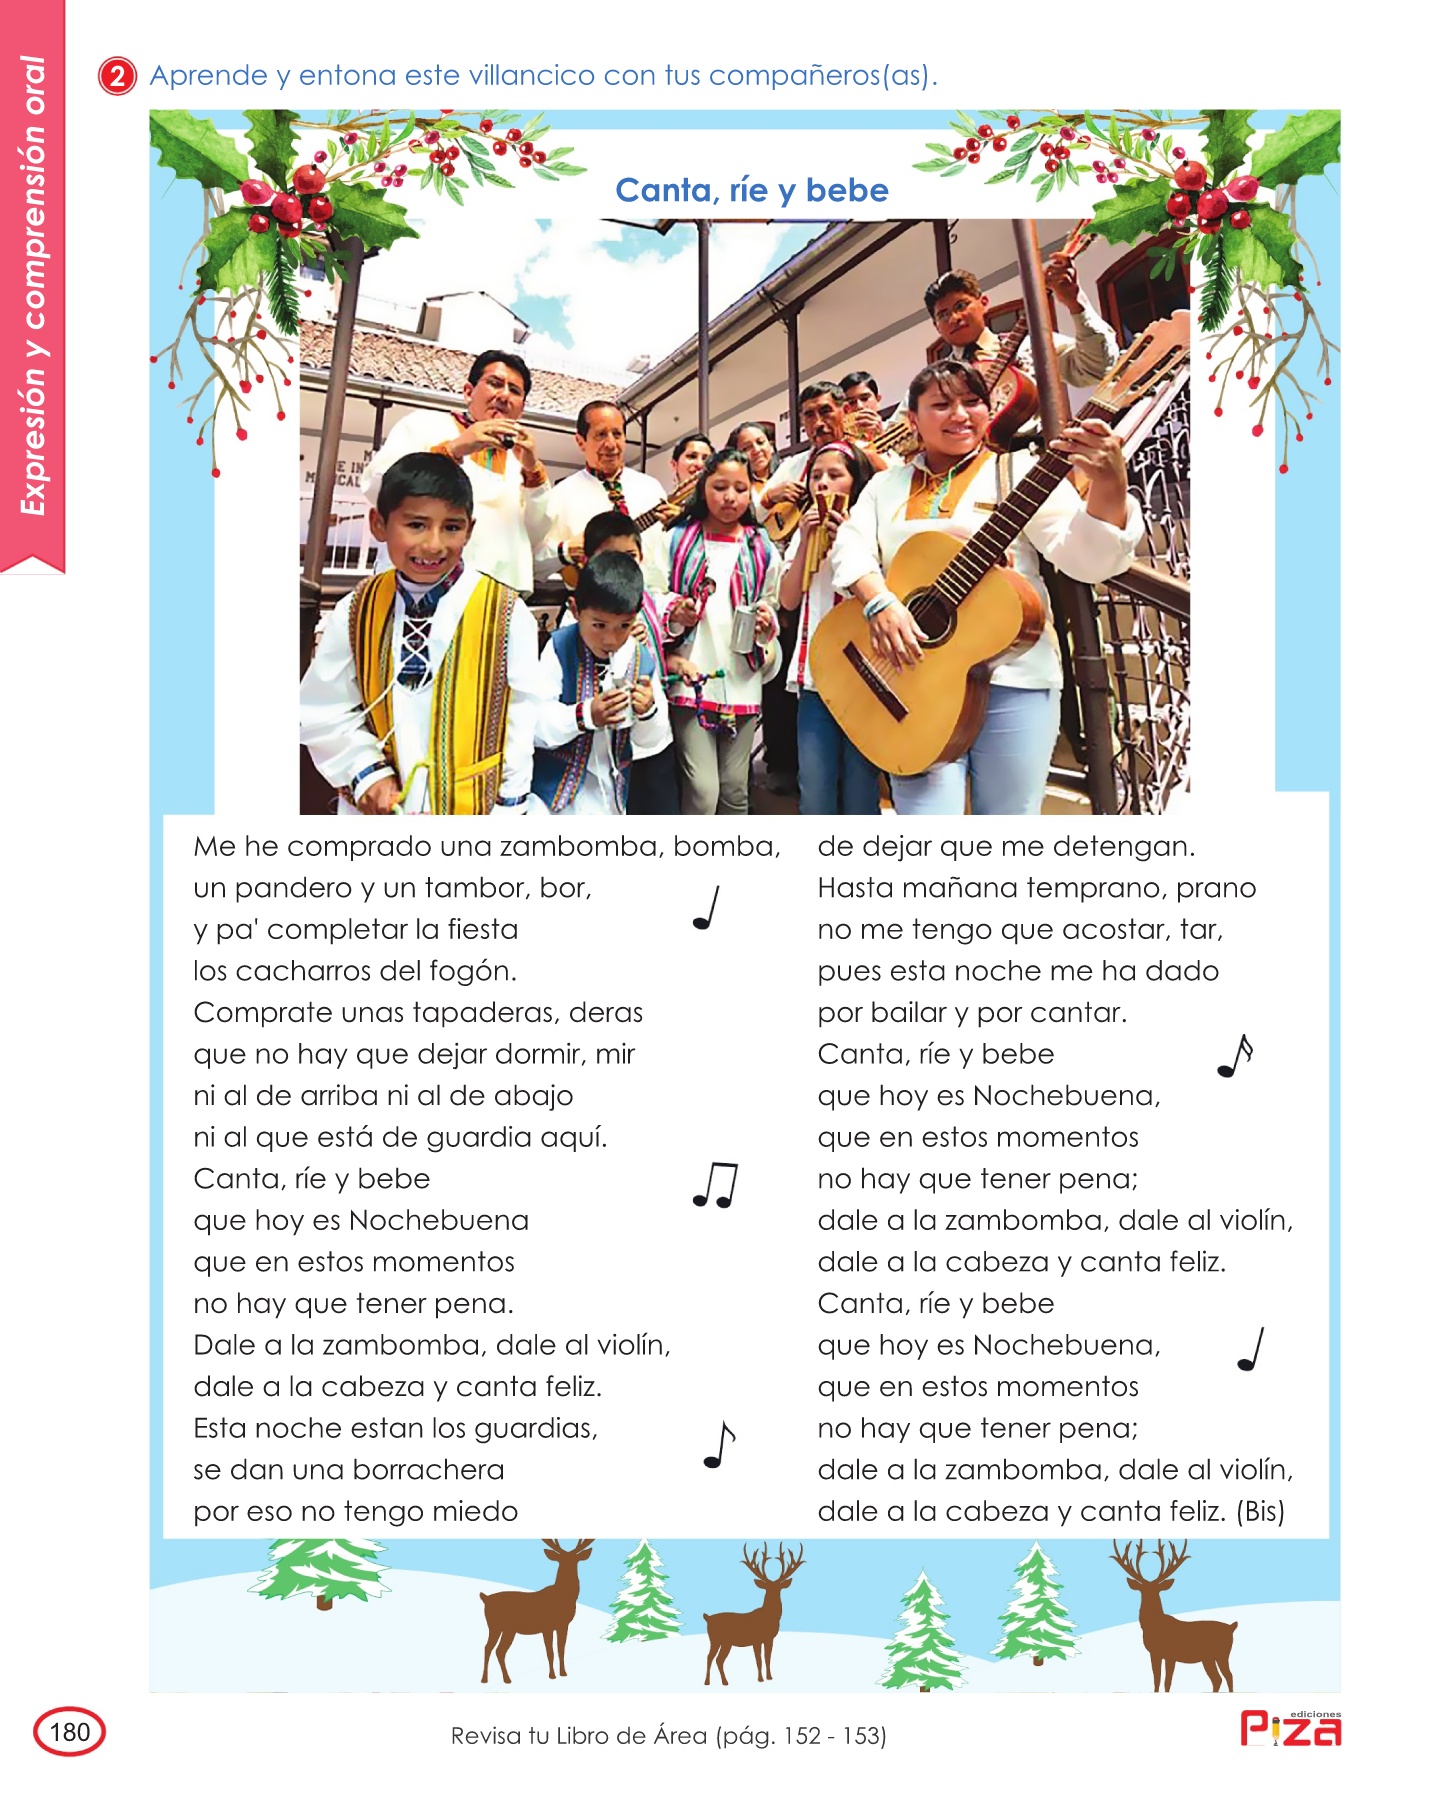 Expresión y comprensión oral
2 Aprende y entona este villancico con tus compañeros(as).
Canta, ríe y bebe
Me he comprado una zambomba, bomba,
un pandero y un tambor, bor,
y pa' completar la fiesta
los cacharros del fogón.
Comprate unas tapaderas, deras
que no hay que dejar dormir, mir
ni al de arriba ni al de abajo
ni al que está de guardia aquí.
Canta, ríe y bebe
que hoy es Nochebuena
que en estos momentos
no hay que tener pena.
Dale a la zambomba, dale al violín,
dale a la cabeza y canta feliz.
Esta noche estan los guardias,
se dan una borrachera
por eso no tengo miedo
de dejar que me detengan.
Hasta mañana temprano, prano
no me tengo que acostar, tar,
pues esta noche me ha dado
por bailar y por cantar.
Canta, ríe y bebe
que hoy es Nochebuena,
que en estos momentos
no hay que tener pena;
dale a la zambomba, dale al violín,
dale a la cabeza y canta feliz.
Canta, ríe y bebe
que hoy es Nochebuena,
que en estos momentos
no hay que tener pena;
dale a la zambomba, dale al violín,
dale a la cabeza y canta feliz. (Bis)
180
Revisa tu Libro de Área (pág. 152 - 153)
ediciones
Piza